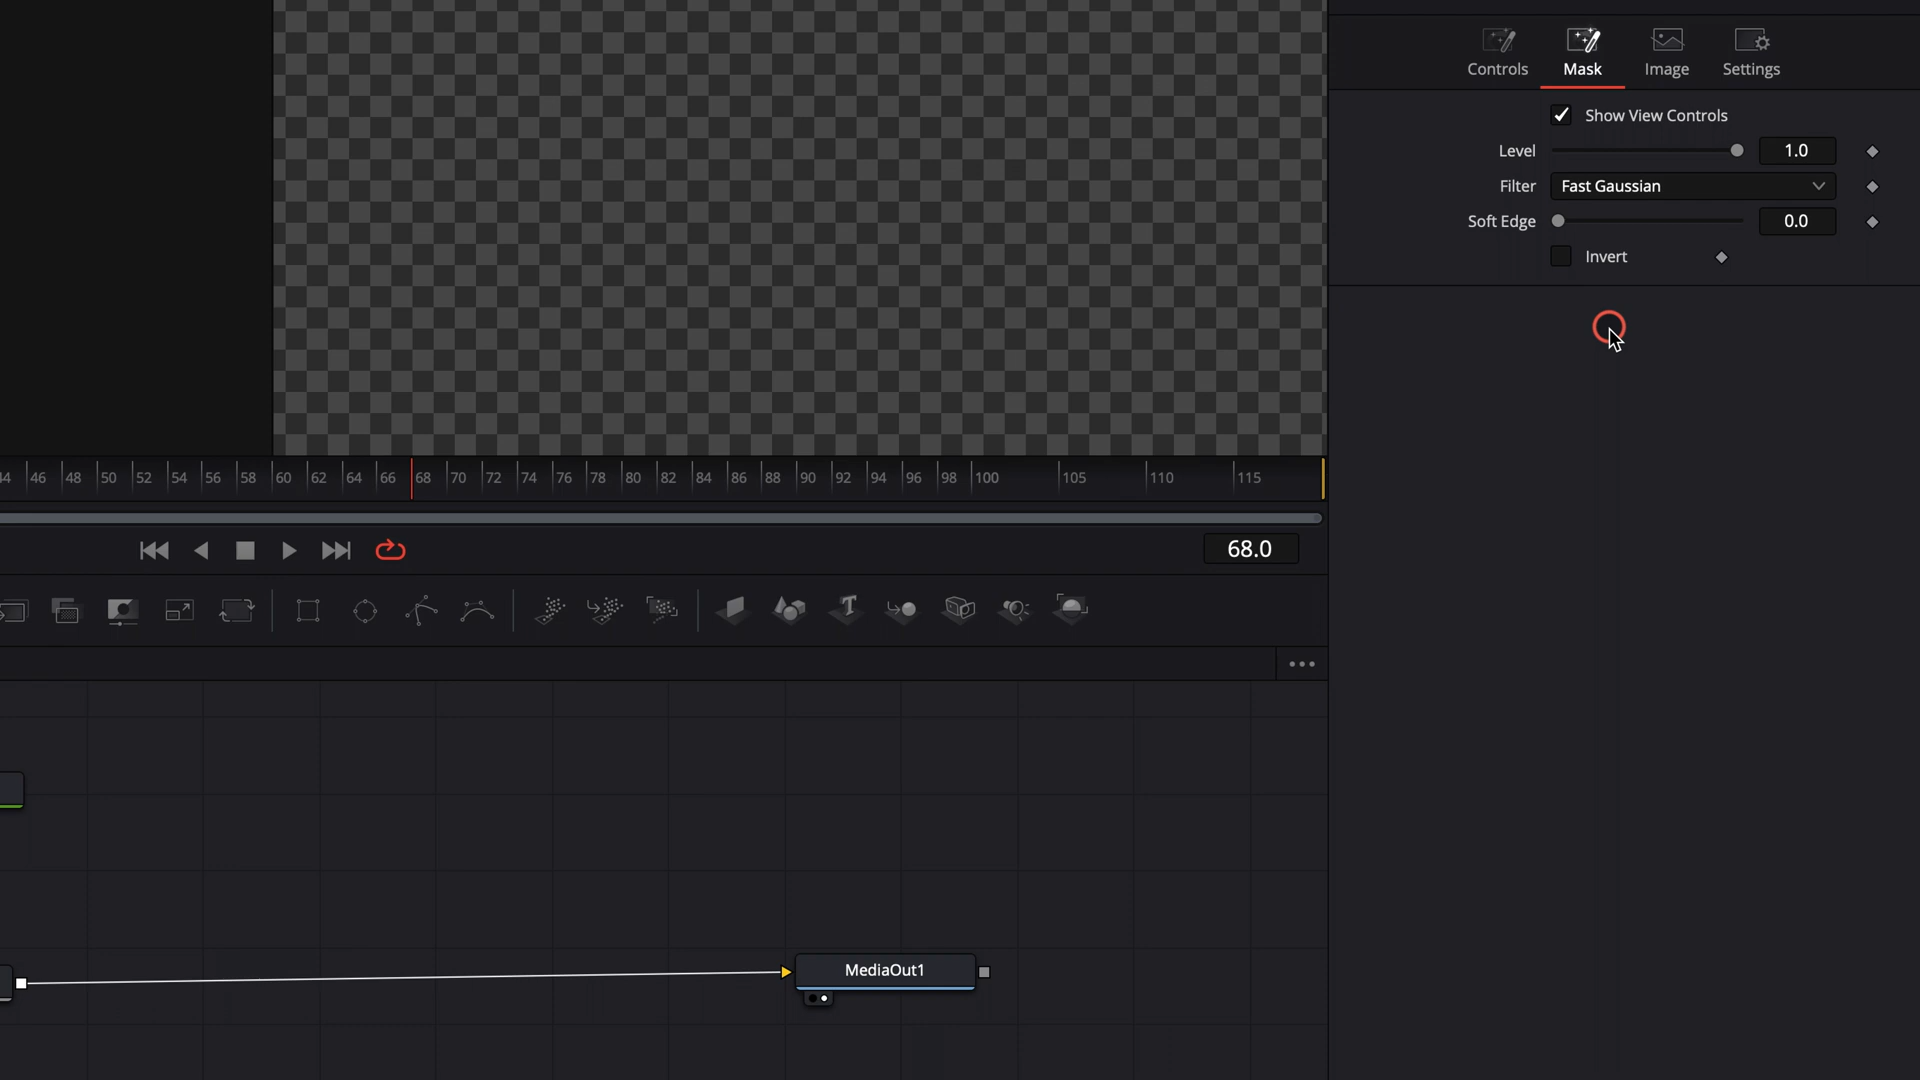 Controls Mask Image Settings
Show View Controls
Level 1.0
Filter Fast Gaussian
Soft Edge 0.0
Invert
46 48 50 52 54 56 58 60 62 64 66 68 70 72 74 76 78 80 82 84 86 88 90 92 94 96 98 100 105 110 115
68.0
MediaOut1